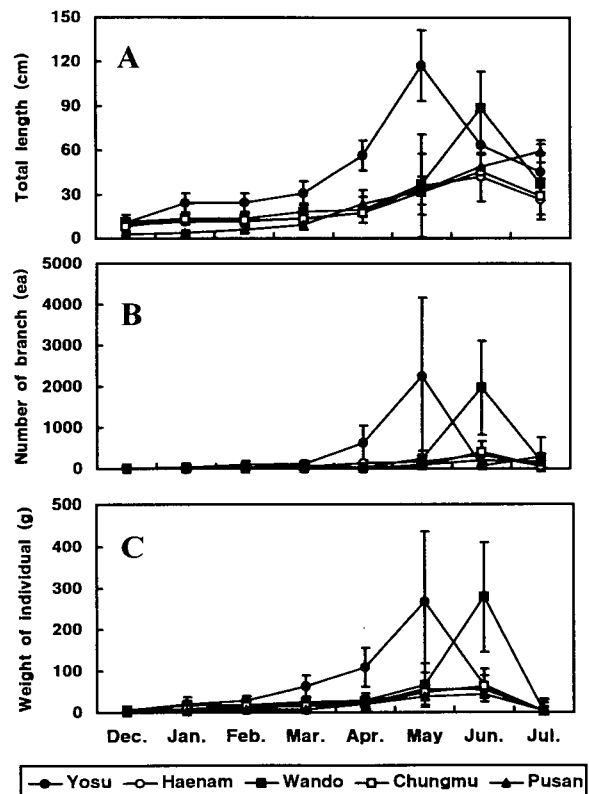 150
120
90
60
30
0
Total length (cm)
A
5000
4000
3000
2000
1000
0
Number of branch (ea)
B
500
400
300
200
100
0
Weight of individual (g)
C
Dec. Jan. Feb. Mar. Apr. May Jun. Jul.
Yosu Haenam Wando Chungmu Pusan